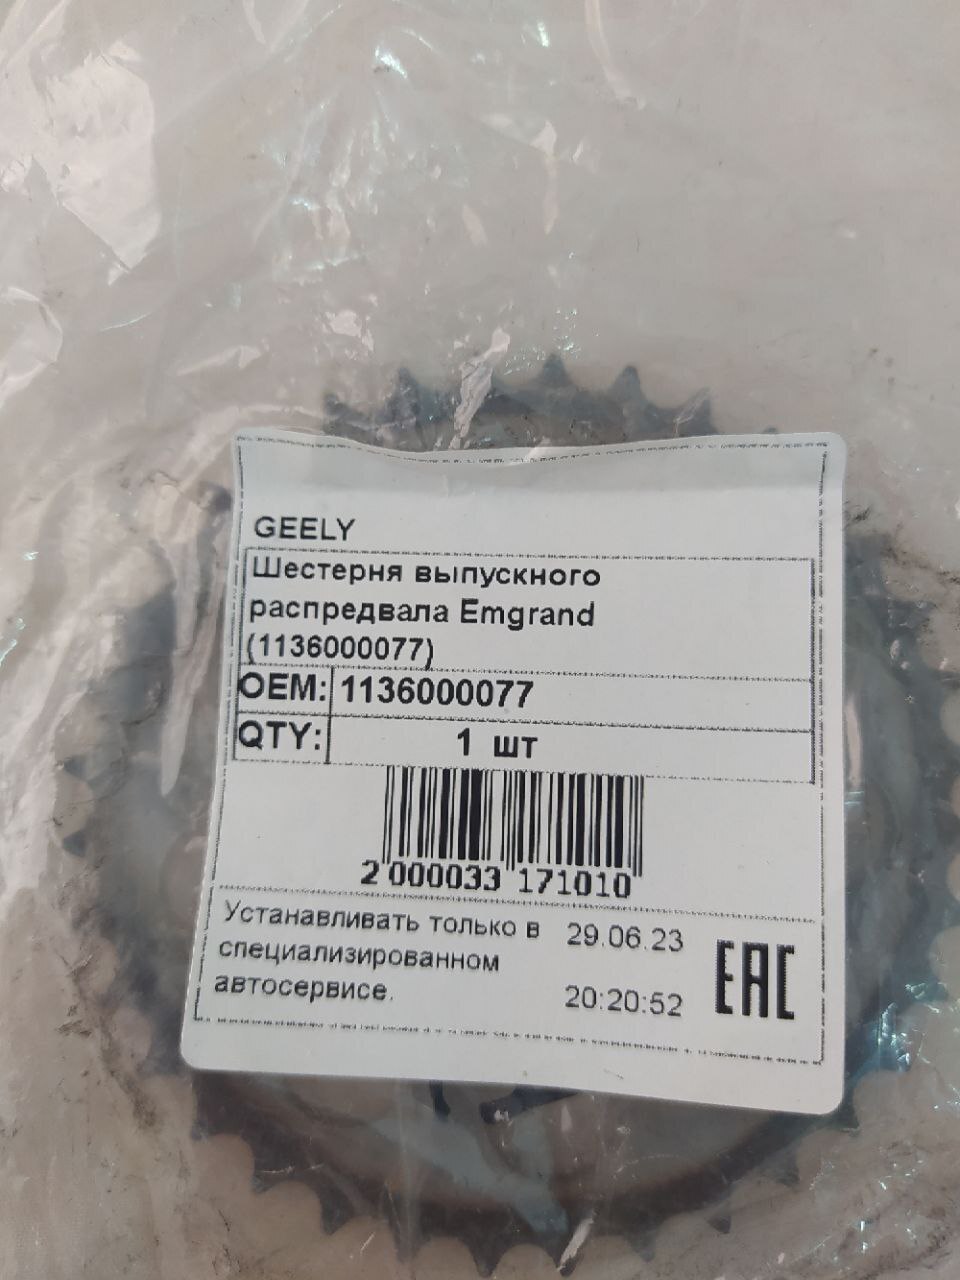 GEELY
Шестерня выпускного
распредвала Emgrand
(1136000077)
OEM: 1136000077
QTY: 1 шт
2 000033 171010
Устанавливать только в 29.06.23
специализированном
автосервисе. 20:20:52
EAC